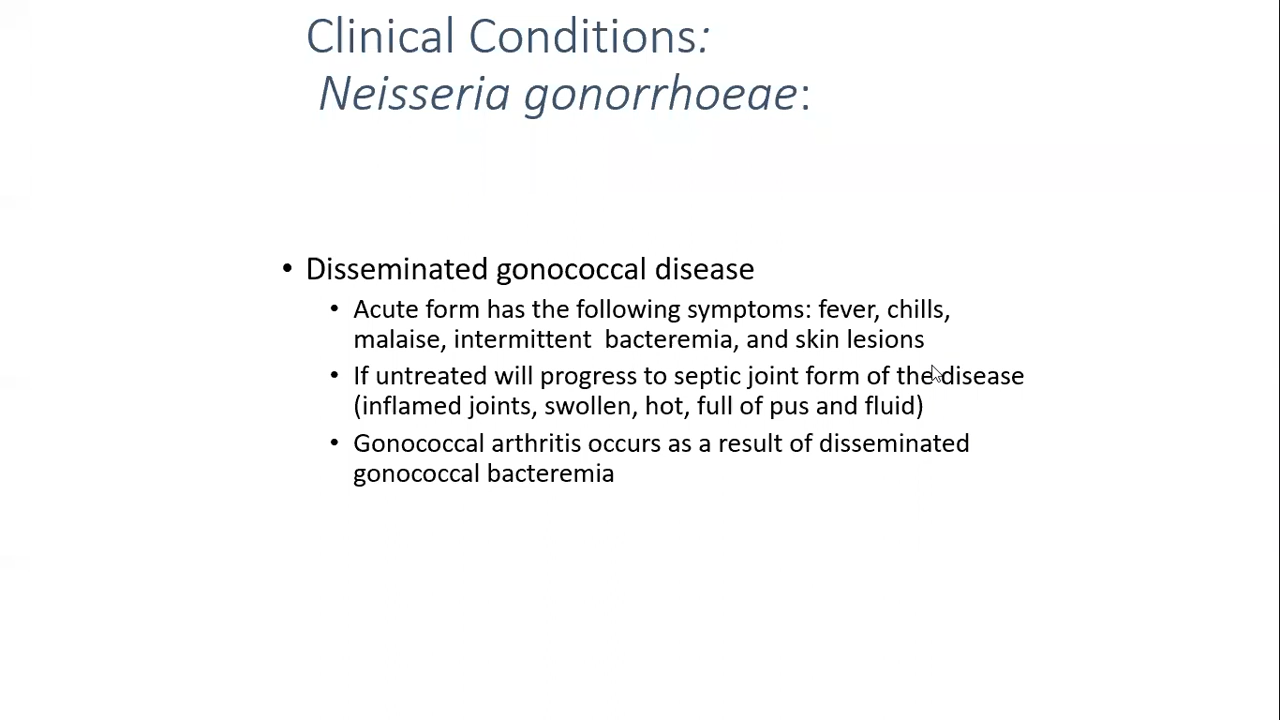 Clinical Conditions:
Neisseria gonorrhoeae:
• Disseminated gonococcal disease
• Acute form has the following symptoms: fever, chills,
malaise, intermittent  bacteremia, and skin lesions
• If untreated will progress to septic joint form of the disease
(inflamed joints, swollen, hot, full of pus and fluid)
• Gonococcal arthritis occurs as a result of disseminated
gonococcal bacteremia